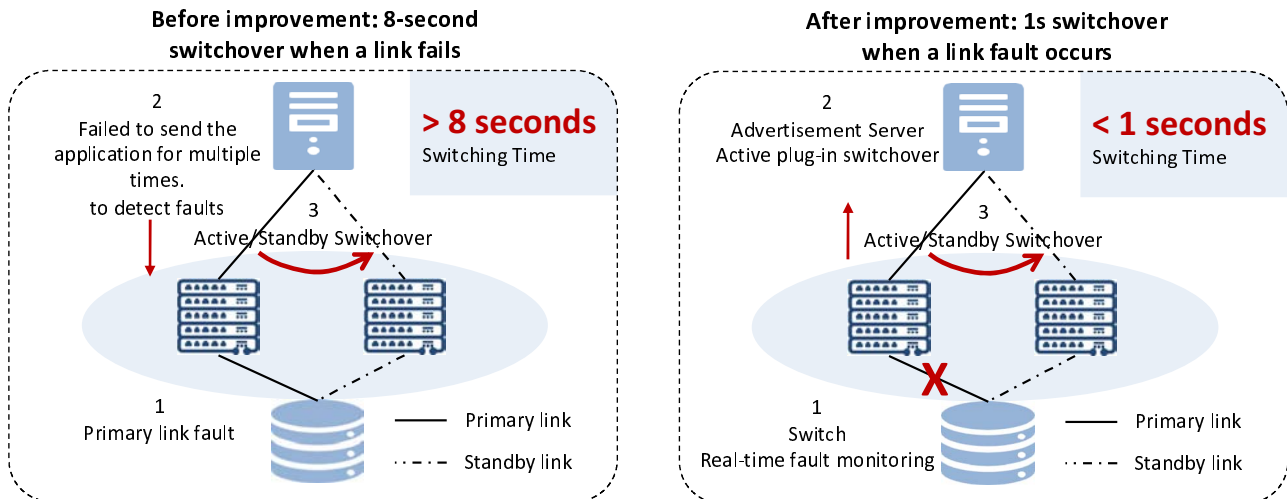 Before improvement: 8-second
switchover when a link fails
2
Failed to send the
application for multiple
times.
to detect faults
> 8 seconds
Switching Time
3
Active/Standby Switchover
1
Primary link fault
Primary link
Standby link
After improvement: 1s switchover
when a link fault occurs
2
Advertisement Server
Active plug-in switchover
< 1 seconds
Switching Time
3
Active/Standby Switchover
X
1
Switch
Real-time fault monitoring
Primary link
Standby link